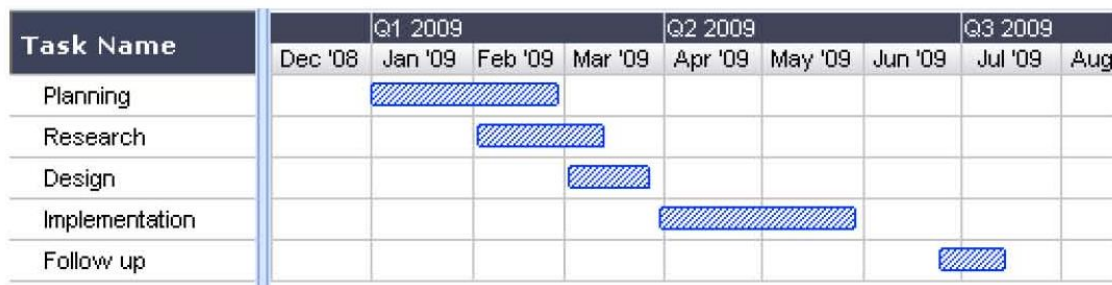 Task Name
Q1 2009 Q2 2009 Q3 2009
Dec '08 Jan '09 Feb '09 Mar '09 Apr '09 May '09 Jun '09 Jul '09 Aug
Planning
Research
Design
Implementation
Follow up